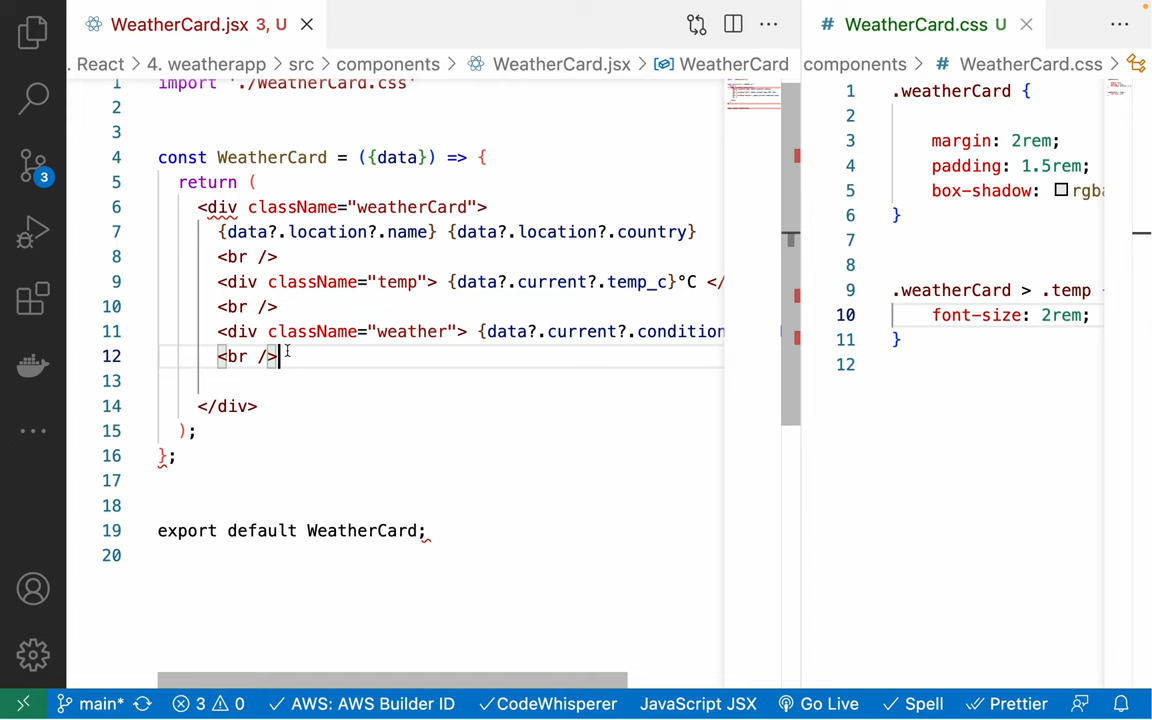 WeatherCard.jsx 3, U
# WeatherCard.css U
. React > 4. weatherapp > src > components > WeatherCard.jsx > WeatherCard
components > # WeatherCard.css >
1 import './WeatherCard.css'
2
3
4 const WeatherCard = ({data}) => {
5 return (
6 <div className="weatherCard">
7 {data?.location?.name} {data?.location?.country}
8 <br />
9 <div className="temp"> {data?.current?.temp_c}°C </
10 <br />
11 <div className="weather"> {data?.current?.condition
12 <br />
13
14 </div>
15 );
16 };
17
18
19 export default WeatherCard;
20
1 .weatherCard {
2
3 margin: 2rem;
4 padding: 1.5rem;
5 box-shadow: rgba
6 }
7
8
9 .weatherCard > .temp
10 font-size: 2rem;
11 }
12
3
main* 3 0 AWS: AWS Builder ID CodeWhisperer JavaScript JSX Go Live Spell Prettier